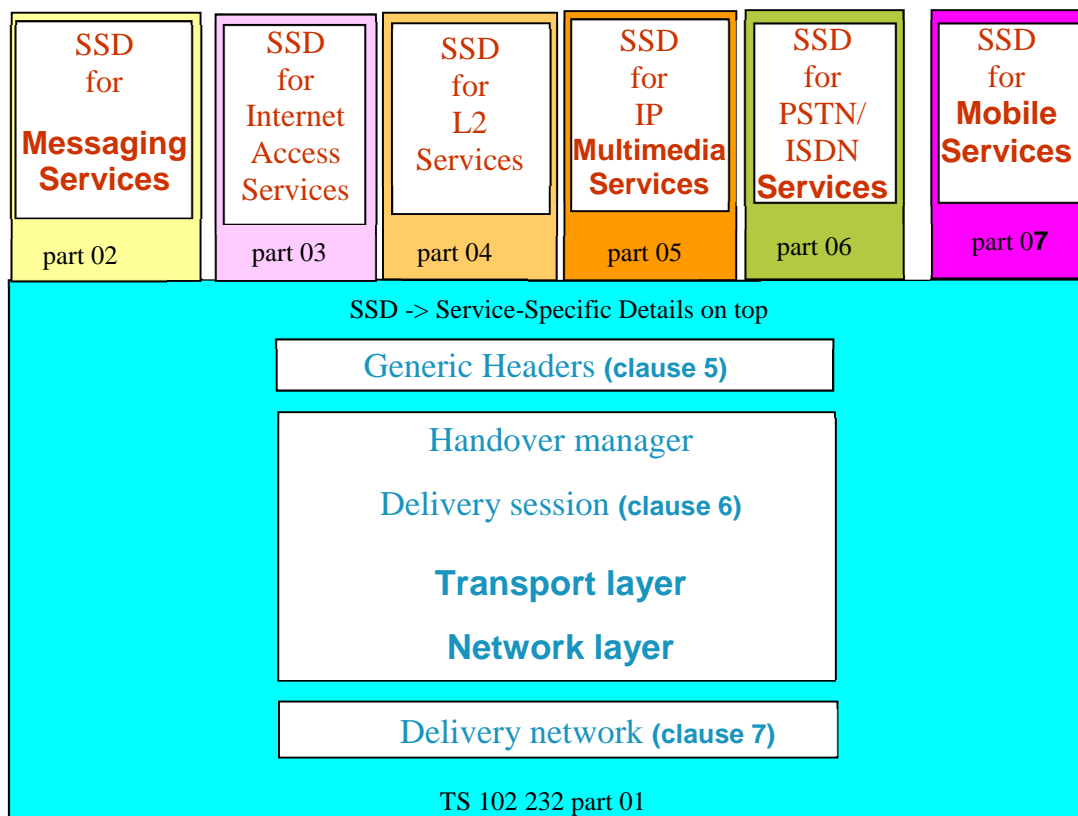 SSD
for
Messaging
Services
part 02
SSD
for
Internet
Access
Services
part 03
SSD
for
L2
Services
part 04
SSD
for
IP
Multimedia
Services
part 05
SSD
for
PSTN/
ISDN
Services
part 06
SSD
for
Mobile
Services
part 07
SSD -> Service-Specific Details on top
Generic Headers (clause 5)
Handover manager
Delivery session (clause 6)
Transport layer
Network layer
Delivery network (clause 7)
TS 102 232 part 01